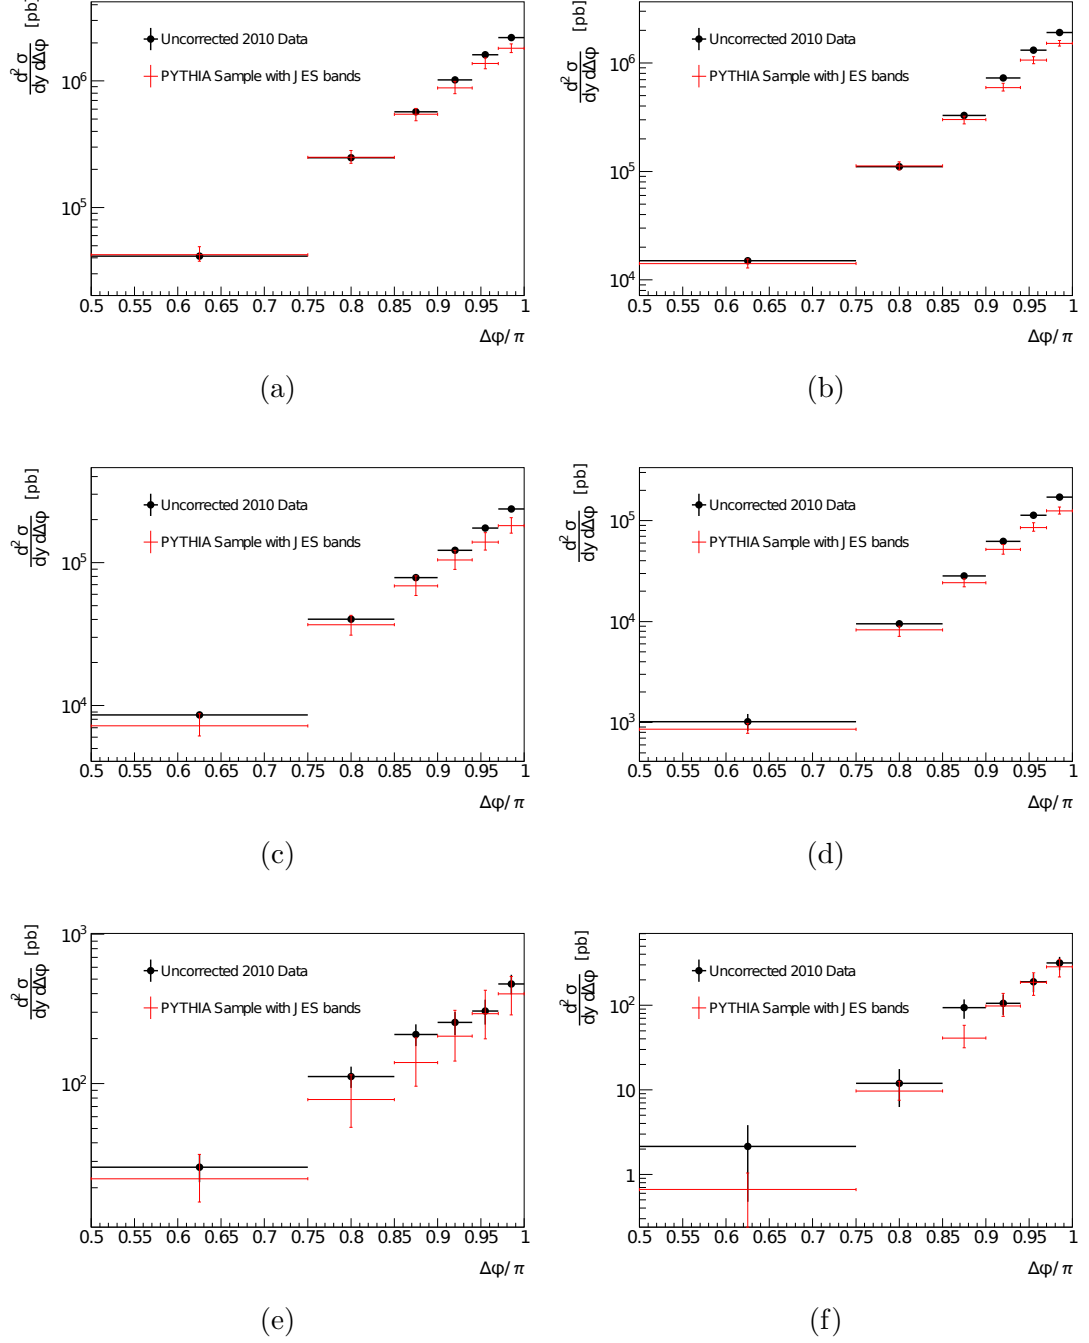 d² σ
dy dΔφ [pb]
Uncorrected 2010 Data
PYTHIA Sample with JES bands
10⁶
10⁵
0.5 0.55 0.6 0.65 0.7 0.75 0.8 0.85 0.9 0.95 1
Δφ/ π
(a)
d² σ
dy dΔφ [pb]
Uncorrected 2010 Data
PYTHIA Sample with JES bands
10⁶
10⁵
10⁴
0.5 0.55 0.6 0.65 0.7 0.75 0.8 0.85 0.9 0.95 1
Δφ/ π
(b)
d² σ
dy dΔφ [pb]
Uncorrected 2010 Data
PYTHIA Sample with JES bands
10⁵
10⁴
0.5 0.55 0.6 0.65 0.7 0.75 0.8 0.85 0.9 0.95 1
Δφ/ π
(c)
d² σ
dy dΔφ [pb]
Uncorrected 2010 Data
PYTHIA Sample with JES bands
10⁵
10⁴
10³
0.5 0.55 0.6 0.65 0.7 0.75 0.8 0.85 0.9 0.95 1
Δφ/ π
(d)
d² σ
dy dΔφ [pb]
10³
Uncorrected 2010 Data
PYTHIA Sample with JES bands
10²
0.5 0.55 0.6 0.65 0.7 0.75 0.8 0.85 0.9 0.95 1
Δφ/ π
(e)
d² σ
dy dΔφ [pb]
Uncorrected 2010 Data
PYTHIA Sample with JES bands
10²
10
1
0.5 0.55 0.6 0.65 0.7 0.75 0.8 0.85 0.9 0.95 1
Δφ/ π
(f)